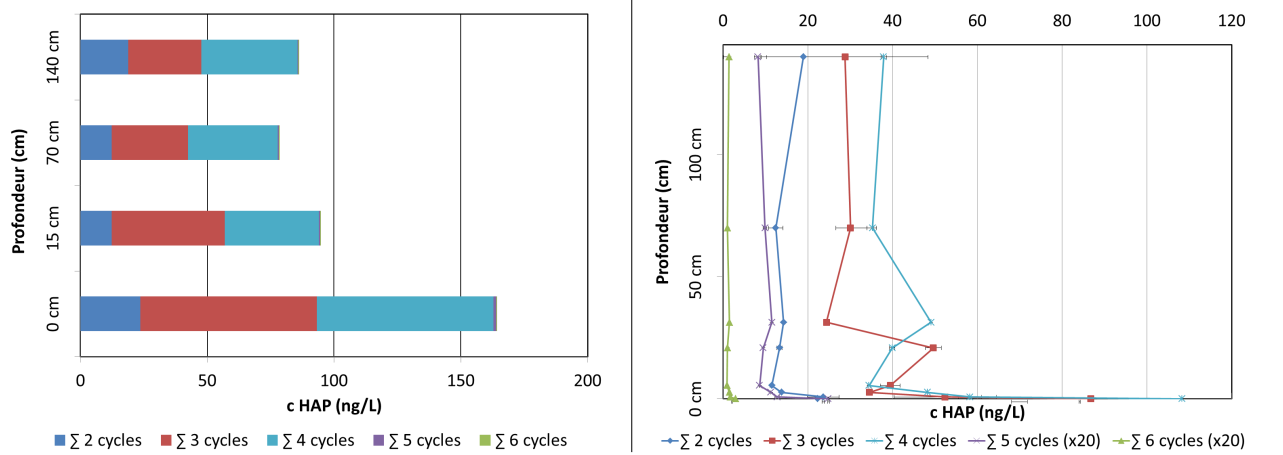 Profondeur (cm)
140 cm
70 cm
15 cm
0 cm
0 50 100 150 200
c HAP (ng/L)
∑ 2 cycles ∑ 3 cycles ∑ 4 cycles ∑ 5 cycles ∑ 6 cycles
0 20 40 60 80 100 120
Profondeur (cm)
100 cm
50 cm
0 cm
c HAP (ng/L)
∑ 2 cycles ∑ 3 cycles ∑ 4 cycles ∑ 5 cycles (x20) ∑ 6 cycles (x20)